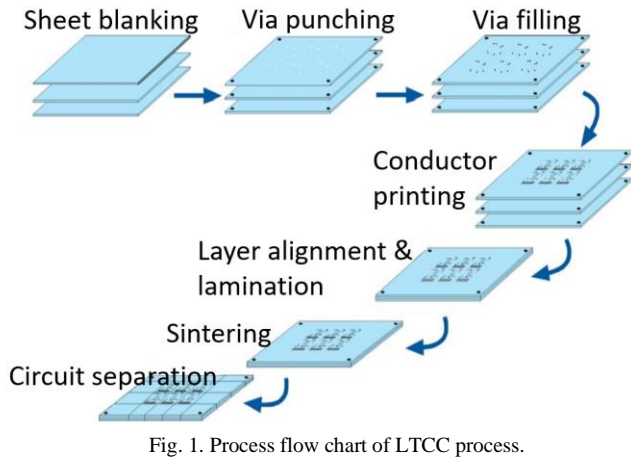 Sheet blanking
Via punching
Via filling
Conductor
printing
Layer alignment &
lamination
Sintering
Circuit separation
Fig. 1. Process flow chart of LTCC process.